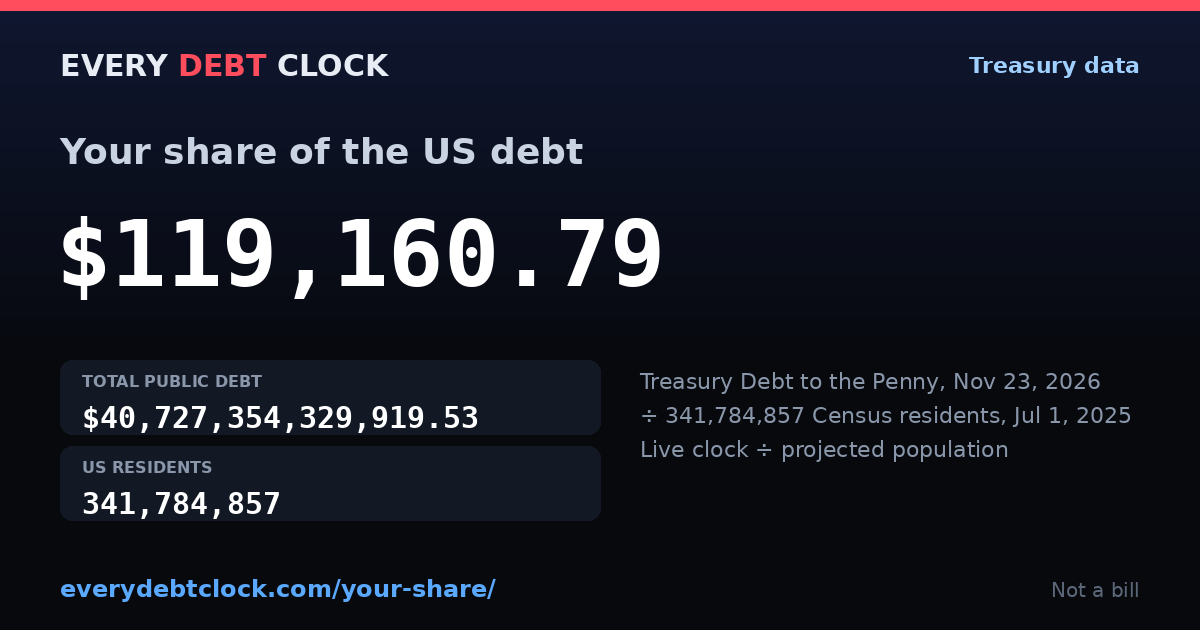 EVERY DEBT CLOCK
Treasury data
Your share of the US debt
$119,160.79
TOTAL PUBLIC DEBT
$40,727,354,329,919.53
US RESIDENTS
341,784,857
Treasury Debt to the Penny, Nov 23, 2026
÷ 341,784,857 Census residents, Jul 1, 2025
Live clock ÷ projected population
everydebtclock.com/your-share/
Not a bill